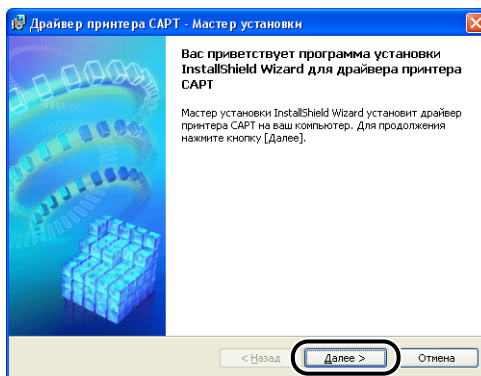 Драйвер принтера CAPT - Мастер установки
Вас приветствует программа установки
InstallShield Wizard для драйвера принтера
CAPT
Мастер установки InstallShield Wizard установит драйвер
принтера CAPT на ваш компьютер. Для продолжения
нажмите кнопку [Далее].
< Назад
Далее >
Отмена